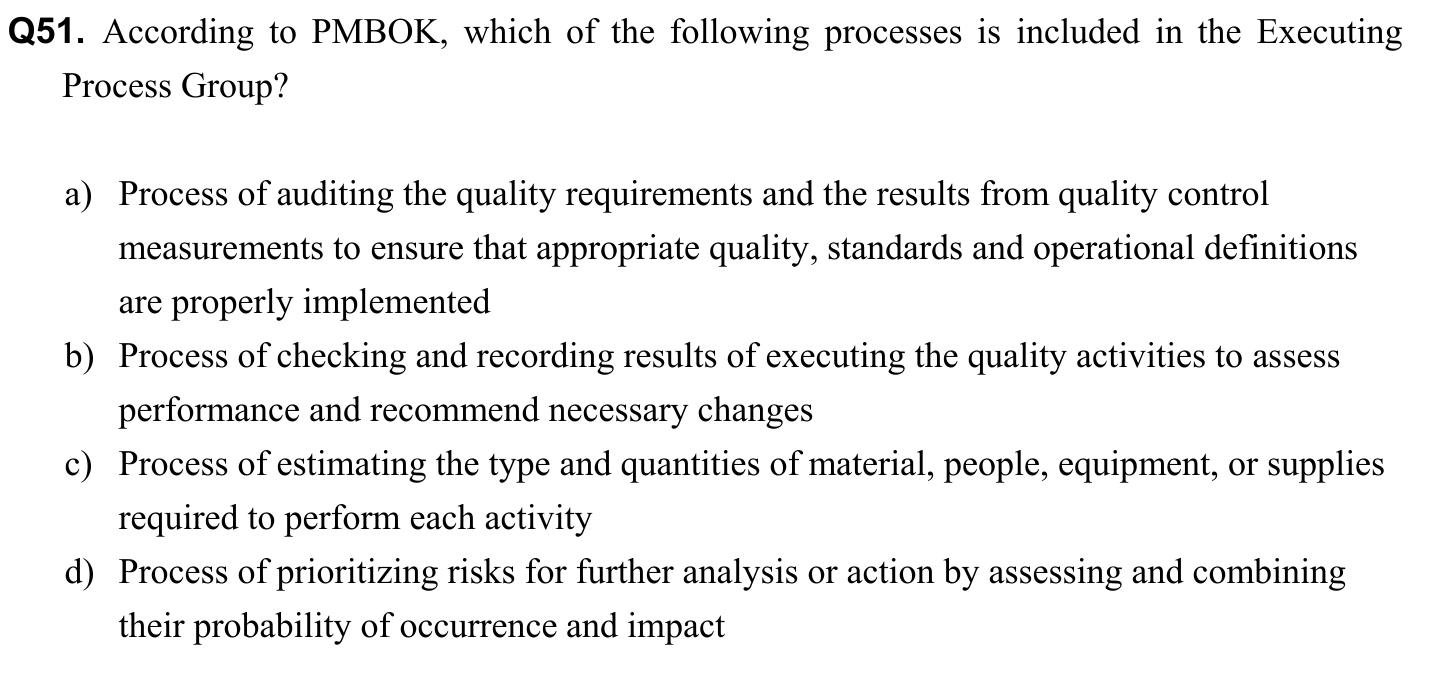 Q51. According to PMBOK, which of the following processes is included in the Executing
Process Group?
a) Process of auditing the quality requirements and the results from quality control
measurements to ensure that appropriate quality, standards and operational definitions
are properly implemented
b) Process of checking and recording results of executing the quality activities to assess
performance and recommend necessary changes
c) Process of estimating the type and quantities of material, people, equipment, or supplies
required to perform each activity
d) Process of prioritizing risks for further analysis or action by assessing and combining
their probability of occurrence and impact